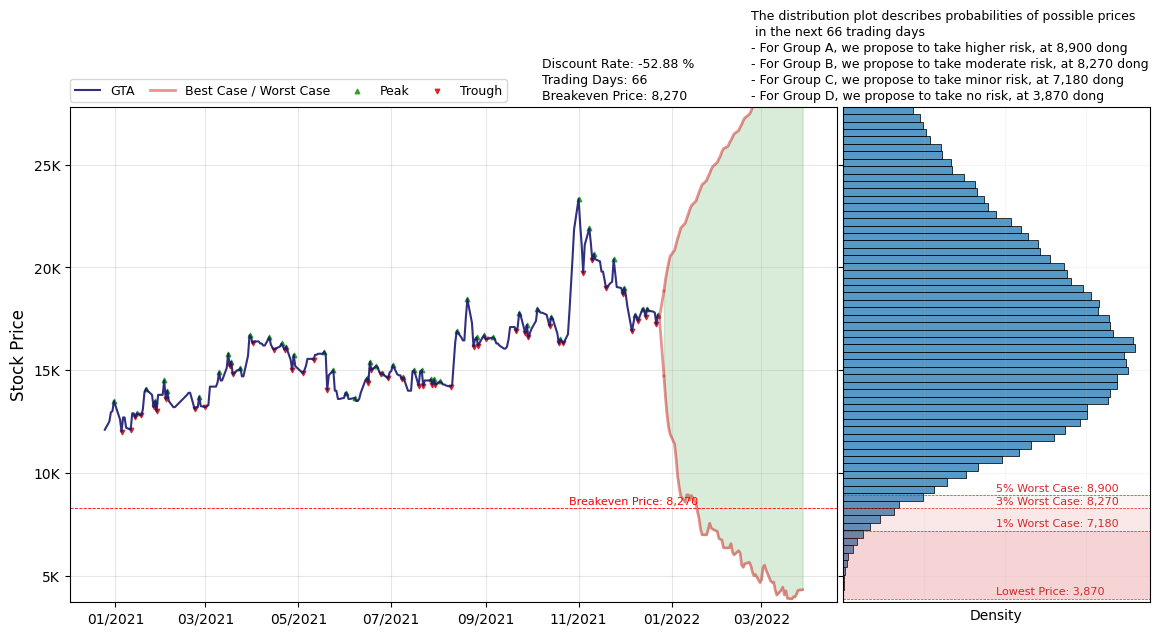 The distribution plot describes probabilities of possible prices
in the next 66 trading days
- For Group A, we propose to take higher risk, at 8,900 dong
- For Group B, we propose to take moderate risk, at 8,270 dong
- For Group C, we propose to take minor risk, at 7,180 dong
- For Group D, we propose to take no risk, at 3,870 dong
Discount Rate: -52.88 %
Trading Days: 66
Breakeven Price: 8,270
GTA
Best Case / Worst Case
Peak
Trough
Stock Price
25K
20K
15K
10K
5K
Breakeven Price: 8,270
5% Worst Case: 8,900
3% Worst Case: 8,270
1% Worst Case: 7,180
Lowest Price: 3,870
01/2021
03/2021
05/2021
07/2021
09/2021
11/2021
01/2022
03/2022
Density